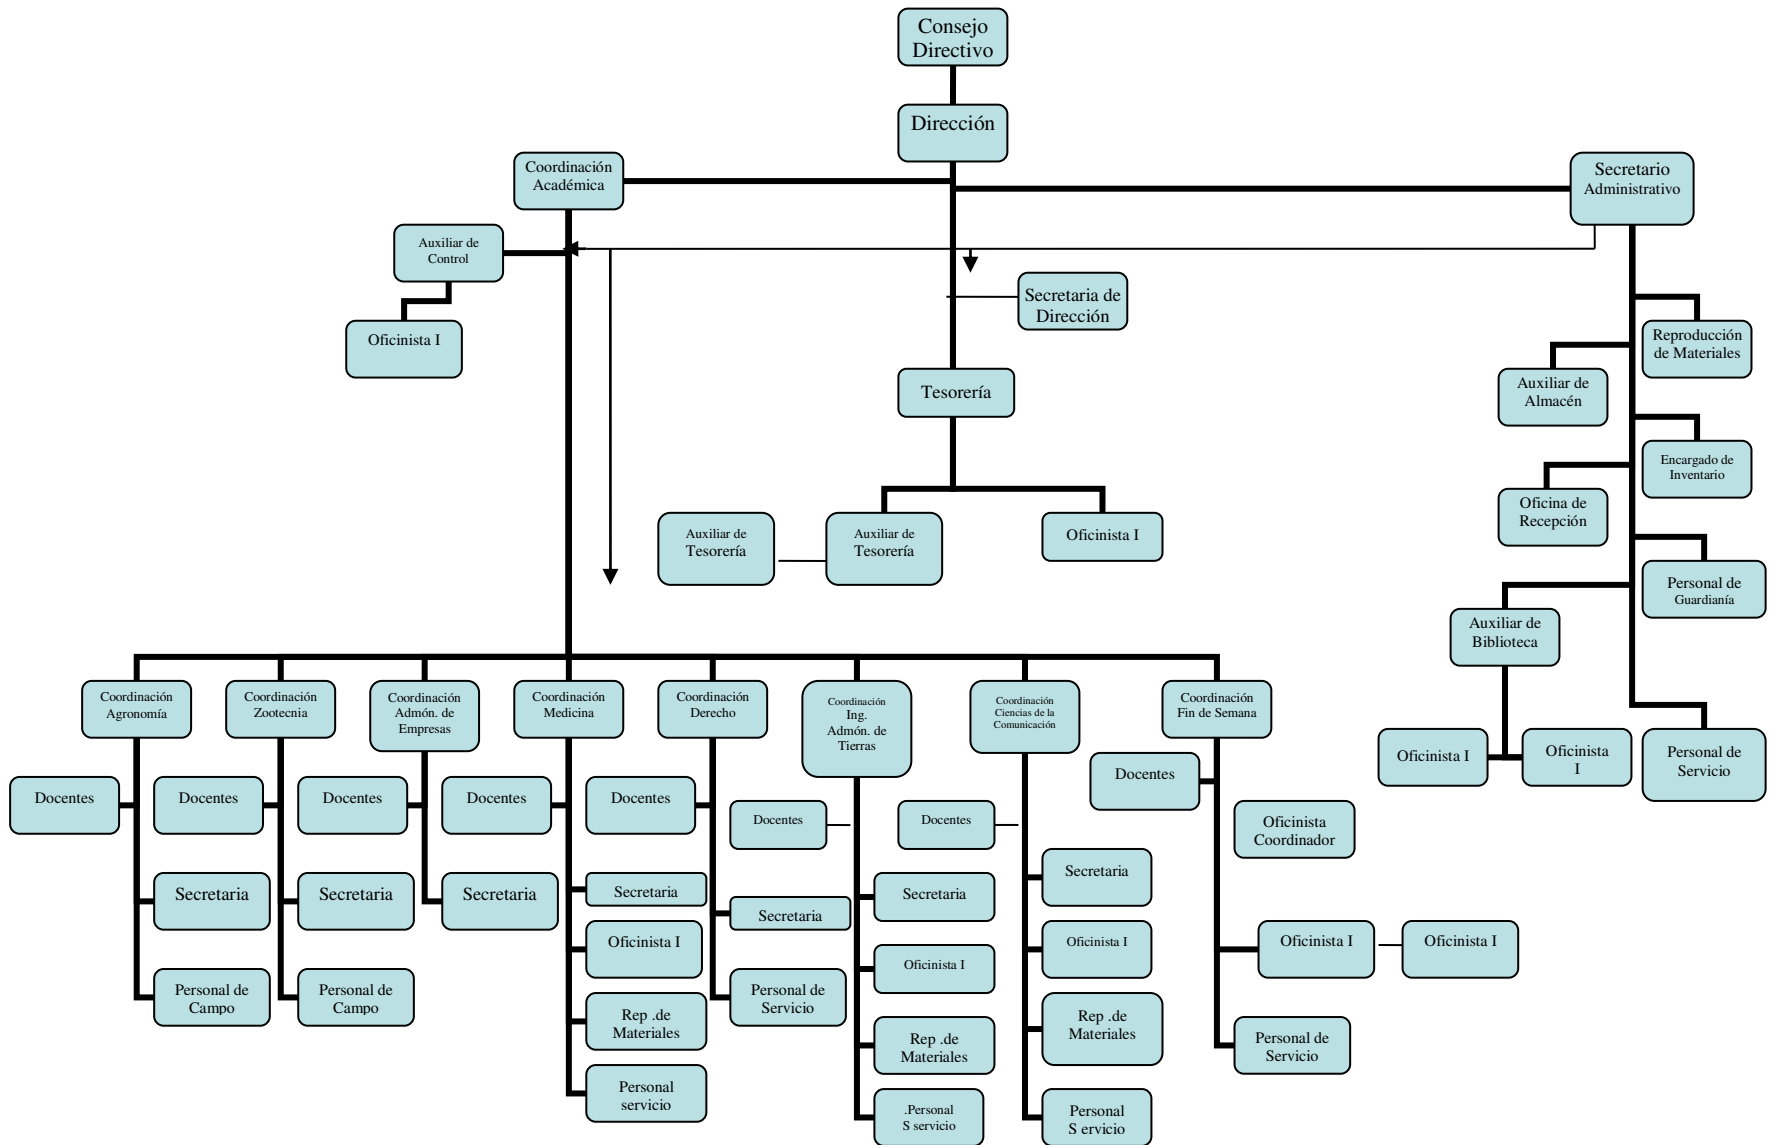 Consejo
Directivo
Dirección
Coordinación
Académica
Secretario
Administrativo
Auxiliar de
Control
Oficinista I
Secretaria de
Dirección
Tesorería
Auxiliar de
Tesorería
Auxiliar de
Tesorería
Oficinista I
Reproducción
de Materiales
Auxiliar de
Almacén
Encargado de
Inventario
Oficina de
Recepción
Personal de
Guardianía
Auxiliar de
Biblioteca
Oficinista I
Oficinista
I
Personal de
Servicio
Coordinación
Agronomía
Coordinación
Zootecnia
Coordinación
Admón. de
Empresas
Coordinación
Medicina
Coordinación
Derecho
Coordinación
Ing.
Admón. de
Tierras
Coordinación
Ciencias de la
Comunicación
Coordinación
Fin de Semana
Docentes
Docentes
Docentes
Docentes
Docentes
Docentes
Docentes
Docentes
Oficinista
Coordinador
Secretaria
Secretaria
Secretaria
Secretaria
Secretaria
Secretaria
Secretaria
Personal de
Campo
Personal de
Campo
Oficinista I
Rep .de
Materiales
Personal
servicio
Personal de
Servicio
Oficinista I
Rep .de
Materiales
.Personal
S servicio
Oficinista I
Rep .de
Materiales
Personal
S ervicio
Oficinista I
Oficinista I
Personal de
Servicio